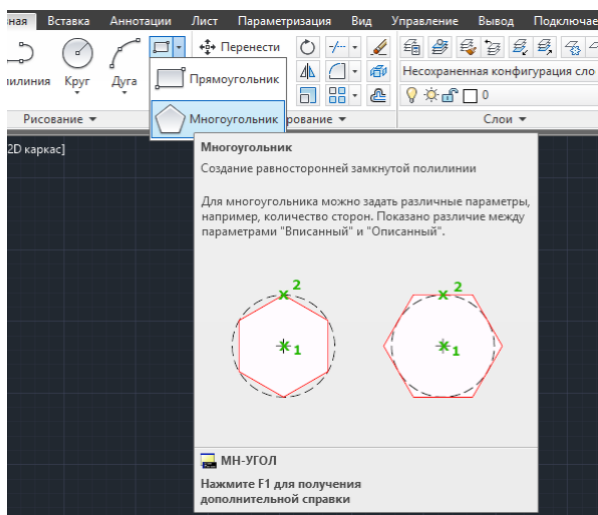 ная Вставка Аннотации Лист Параметризация Вид Управление Вывод Подключае
Перенести
илиния Круг Дуга
Прямоугольник
Несохраненная конфигурация сло
0
Многоугольник
Рисование рование Слои
2D каркас]
Многоугольник
Создание равносторонней замкнутой полилинии
Для многоугольника можно задать различные параметры,
например, количество сторон. Показано различие между
параметрами "Вписанный" и "Описанный".
2 2
1 1
МН-УГОЛ
Нажмите F1 для получения
дополнительной справки